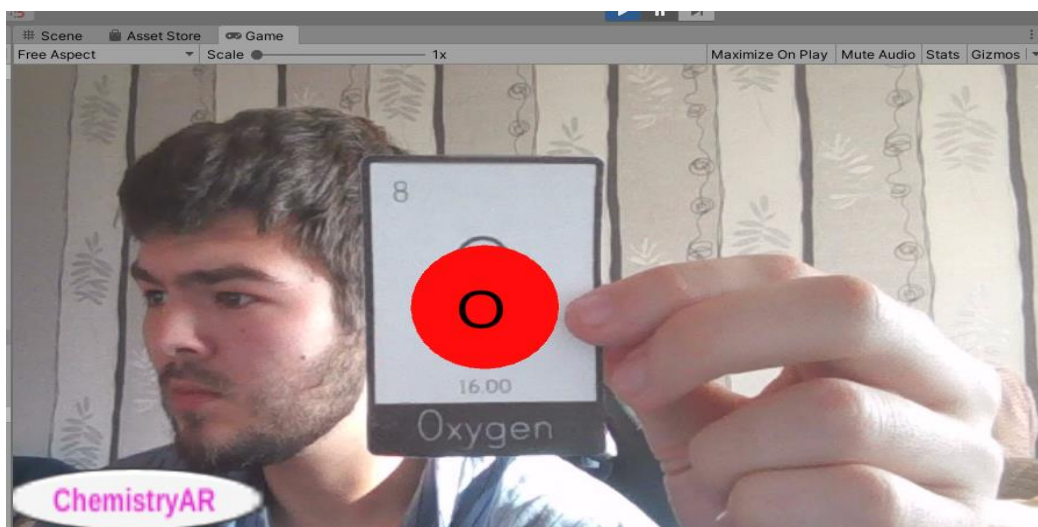 Scene Asset Store Game
Free Aspect Scale 1x Maximize On Play Mute Audio Stats Gizmos
8
O
16.00
Oxygen
ChemistryAR